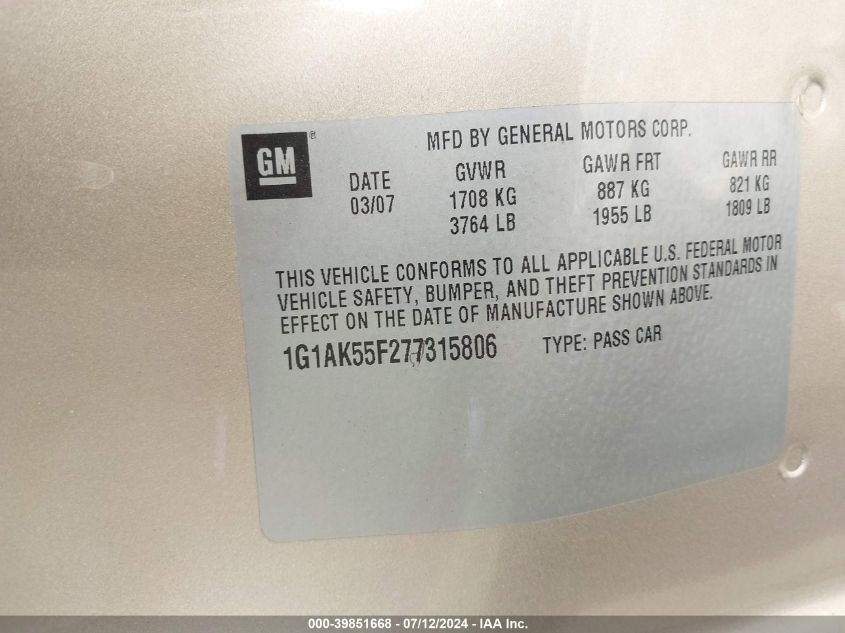 GM ®
MFD BY GENERAL MOTORS CORP.
DATE GVWR GAWR FRT GAWR RR
03/07 1708 KG 887 KG 821 KG
3764 LB 1955 LB 1809 LB
THIS VEHICLE CONFORMS TO ALL APPLICABLE U.S. FEDERAL MOTOR
VEHICLE SAFETY, BUMPER, AND THEFT PREVENTION STANDARDS IN
EFFECT ON THE DATE OF MANUFACTURE SHOWN ABOVE.
1G1AK55F277315806 TYPE: PASS CAR
000-39851668 - 07/12/2024 - IAA Inc.